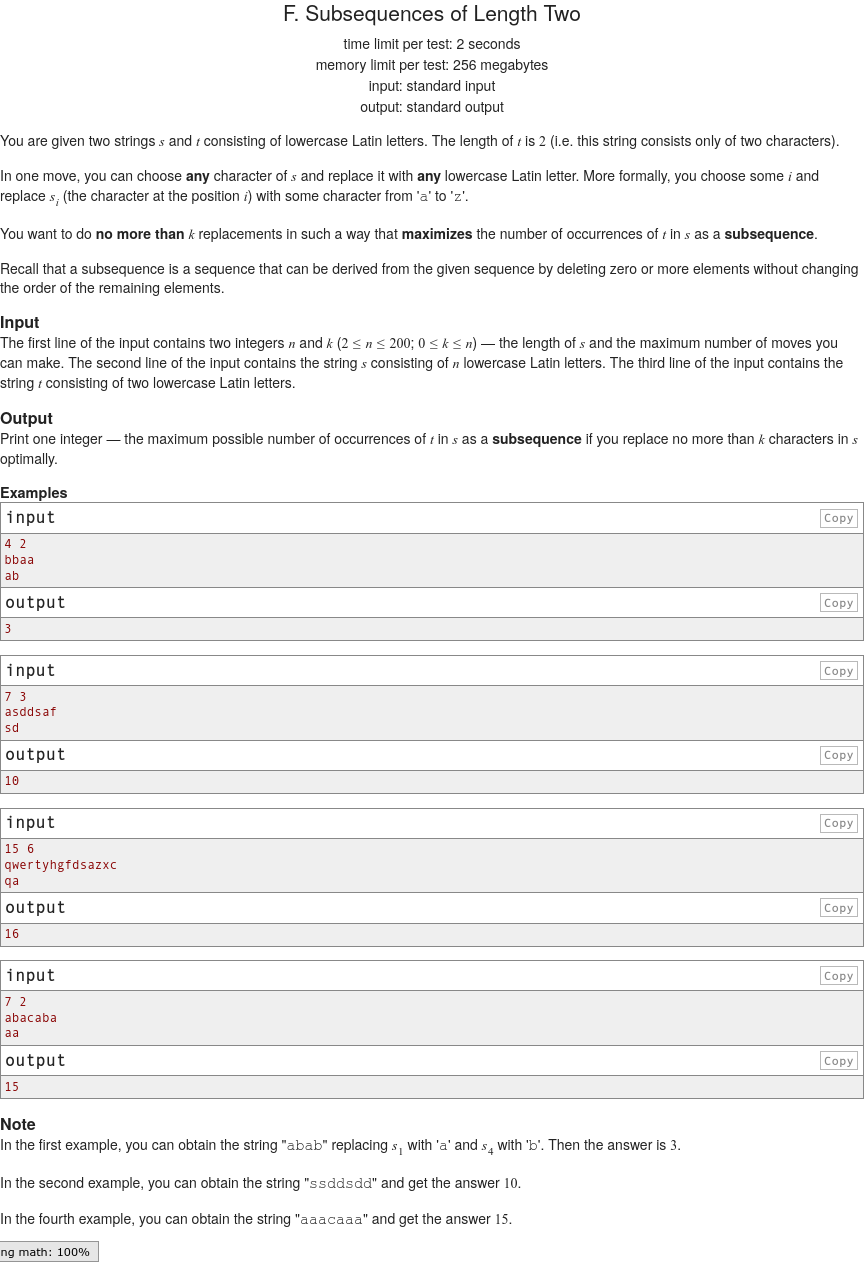 F. Subsequences of Length Two
time limit per test: 2 seconds
memory limit per test: 256 megabytes
input: standard input
output: standard output
You are given two strings s and t consisting of lowercase Latin letters. The length of t is 2 (i.e. this string consists only of two characters).
In one move, you can choose any character of s and replace it with any lowercase Latin letter. More formally, you choose some i and
replace s_i (the character at the position i) with some character from 'a' to 'z'.
You want to do no more than k replacements in such a way that maximizes the number of occurrences of t in s as a subsequence.
Recall that a subsequence is a sequence that can be derived from the given sequence by deleting zero or more elements without changing
the order of the remaining elements.
Input
The first line of the input contains two integers n and k (2 ≤ n ≤ 200; 0 ≤ k ≤ n) — the length of s and the maximum number of moves you
can make. The second line of the input contains the string s consisting of n lowercase Latin letters. The third line of the input contains the
string t consisting of two lowercase Latin letters.
Output
Print one integer — the maximum possible number of occurrences of t in s as a subsequence if you replace no more than k characters in s
optimally.
Examples
input Copy
4 2
bbaa
ab
output Copy
3
input Copy
7 3
asddsaf
sd
output Copy
10
input Copy
15 6
qwertyhgfdsazxc
qa
output Copy
16
input Copy
7 2
abacaba
aa
output Copy
15
Note
In the first example, you can obtain the string "abab" replacing s_1 with 'a' and s_4 with 'b'. Then the answer is 3.
In the second example, you can obtain the string "ssddsdd" and get the answer 10.
In the fourth example, you can obtain the string "aaacaaa" and get the answer 15.
ng math: 100%